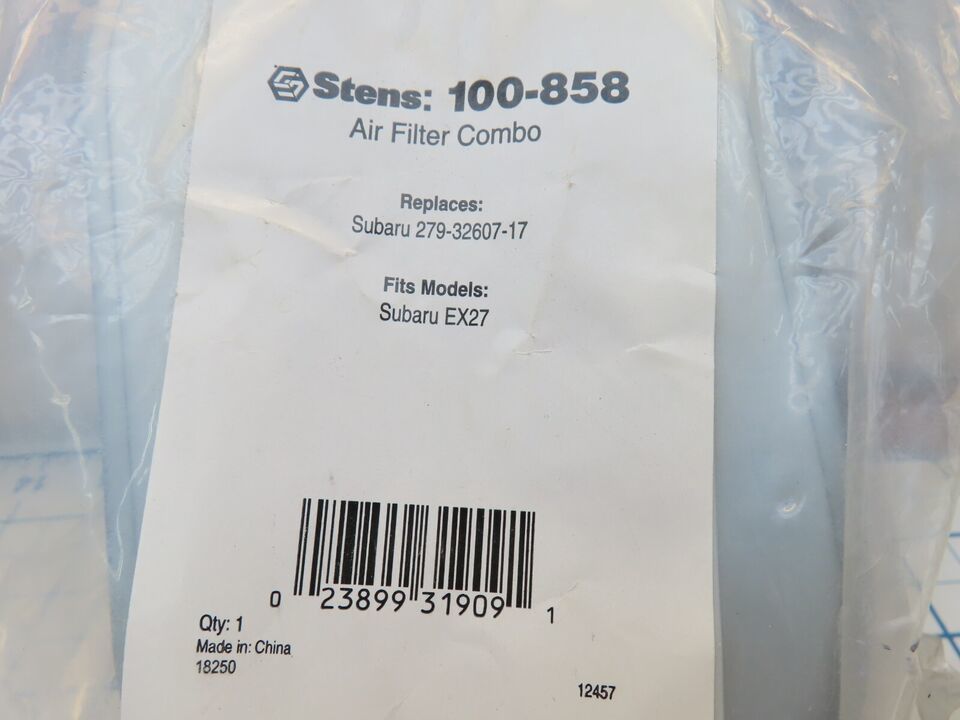 Stens: 100-858
Air Filter Combo
Replaces:
Subaru 279-32607-17
Fits Models:
Subaru EX27
0 23899 31909 1
Qty: 1
Made in: China
18250
12457